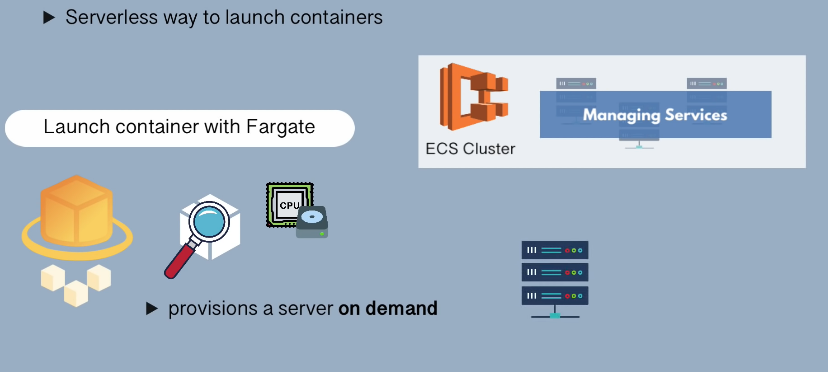 ► Serverless way to launch containers
Managing Services
ECS Cluster
Launch container with Fargate
CPU
► provisions a server on demand